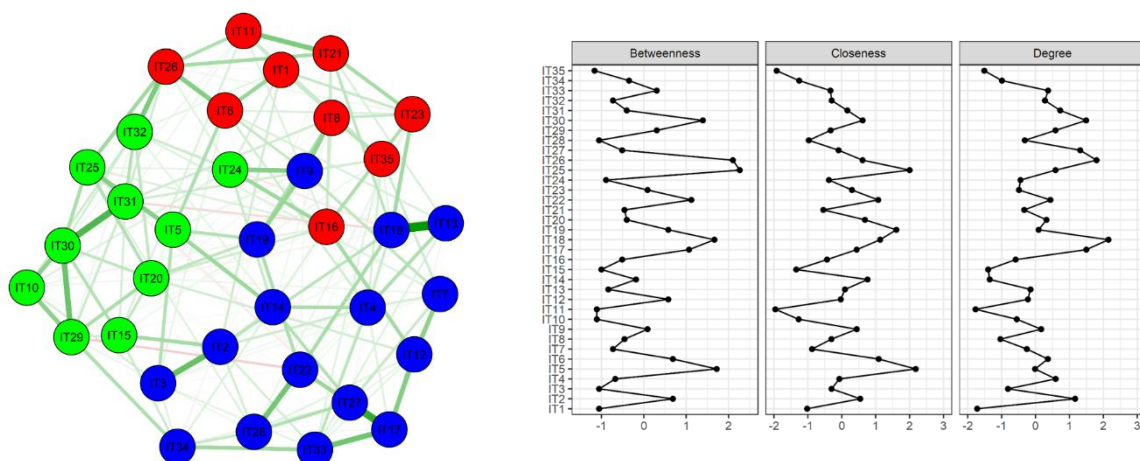 IT11
IT21
IT26
IT1
IT6
IT8
IT23
IT32
IT35
IT25
IT24
IT9
IT31
IT5
IT16
IT18
IT13
IT19
IT30
IT20
IT10
IT7
IT14
IT4
IT29
IT15
IT2
IT12
IT3
IT22
IT27
IT28
IT17
IT34
IT33
Betweenness
Closeness
Degree
IT35
IT34
IT33
IT32
IT31
IT30
IT29
IT28
IT27
IT26
IT25
IT24
IT23
IT22
IT21
IT20
IT19
IT18
IT17
IT16
IT15
IT14
IT13
IT12
IT11
IT10
IT9
IT8
IT7
IT6
IT5
IT4
IT3
IT2
IT1
-1 0 1 2
-2 -1 0 1 2 3
-2 -1 0 1 2 3